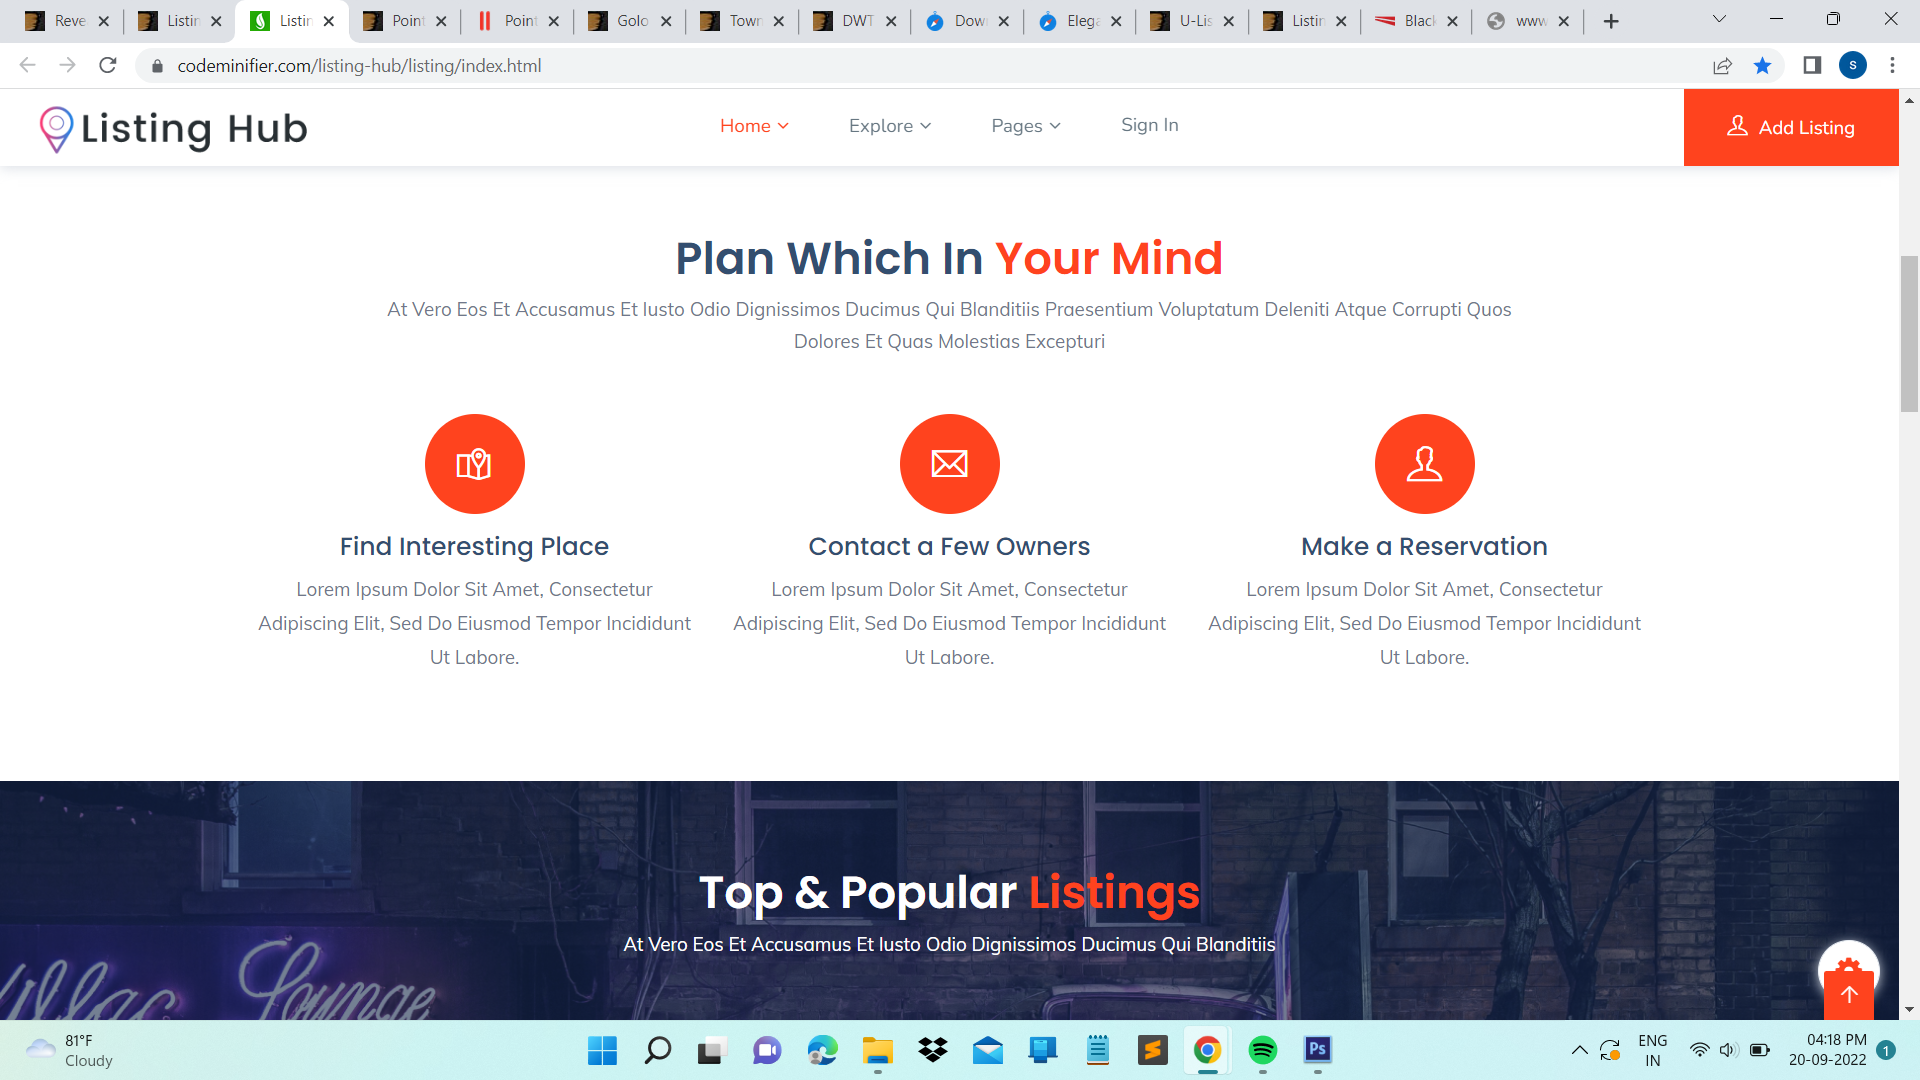 Reve
Listin
Listin
Point
Point
Golo
Town
DWT
Dow
Elega
U-Lis
Listin
Black
www
codeminifier.com/listing-hub/listing/index.html
S
Listing Hub
Home
Explore
Pages
Sign In
Add Listing
Plan Which In Your Mind
At Vero Eos Et Accusamus Et Iusto Odio Dignissimos Ducimus Qui Blanditiis Praesentium Voluptatum Deleniti Atque Corrupti Quos
Dolores Et Quas Molestias Excepturi
Find Interesting Place
Lorem Ipsum Dolor Sit Amet, Consectetur
Adipiscing Elit, Sed Do Eiusmod Tempor Incididunt
Ut Labore.
Contact a Few Owners
Lorem Ipsum Dolor Sit Amet, Consectetur
Adipiscing Elit, Sed Do Eiusmod Tempor Incididunt
Ut Labore.
Make a Reservation
Lorem Ipsum Dolor Sit Amet, Consectetur
Adipiscing Elit, Sed Do Eiusmod Tempor Incididunt
Ut Labore.
Top & Popular Listings
At Vero Eos Et Accusamus Et Iusto Odio Dignissimos Ducimus Qui Blanditiis
Lounge
81°F
Cloudy
Ps
ENG
IN
04:18 PM
20-09-2022
1